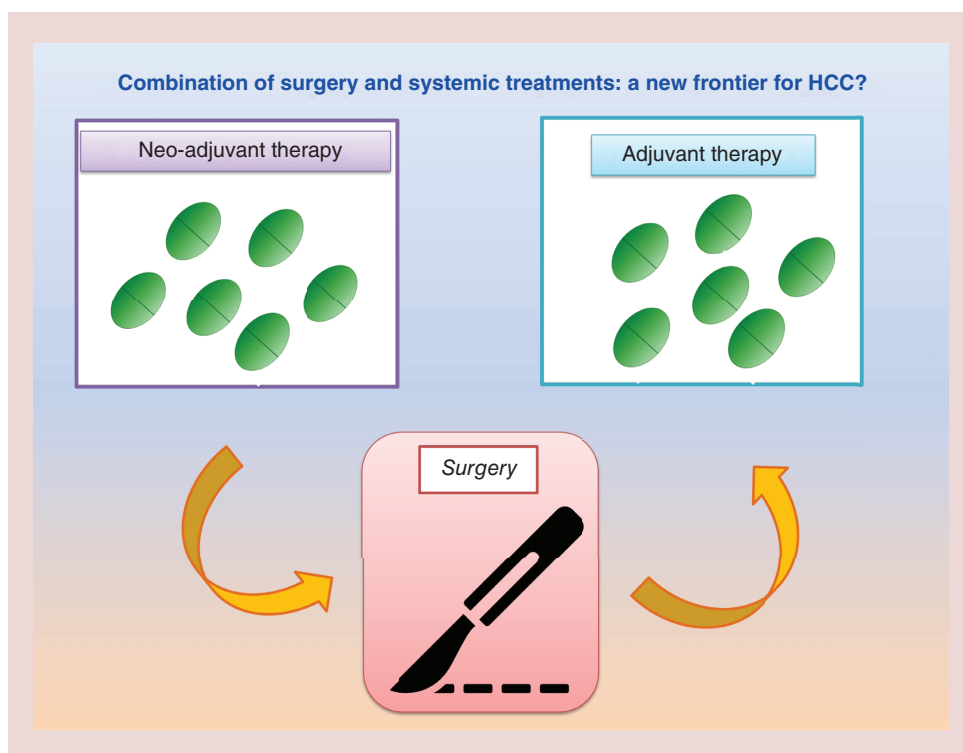 Combination of surgery and systemic treatments: a new frontier for HCC?
Neo-adjuvant therapy
Adjuvant therapy
Surgery